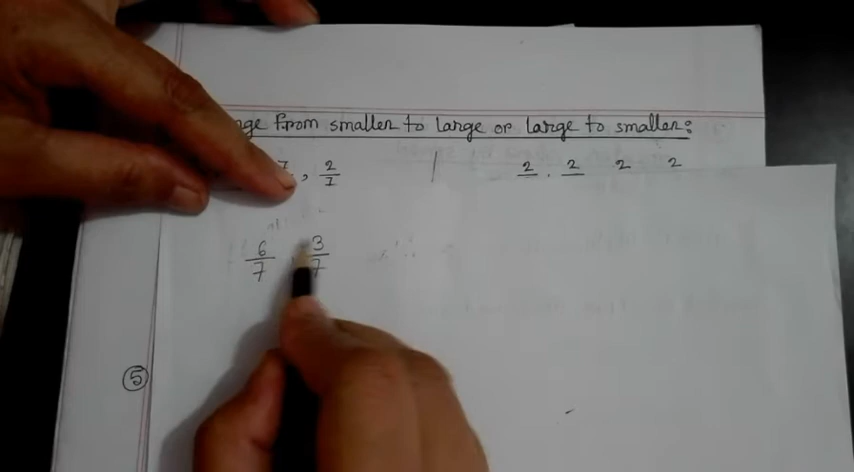 nge from smaller to large or large to smaller:
7, 2/7 | 2, 2 2 2
6/7, 3/7
5